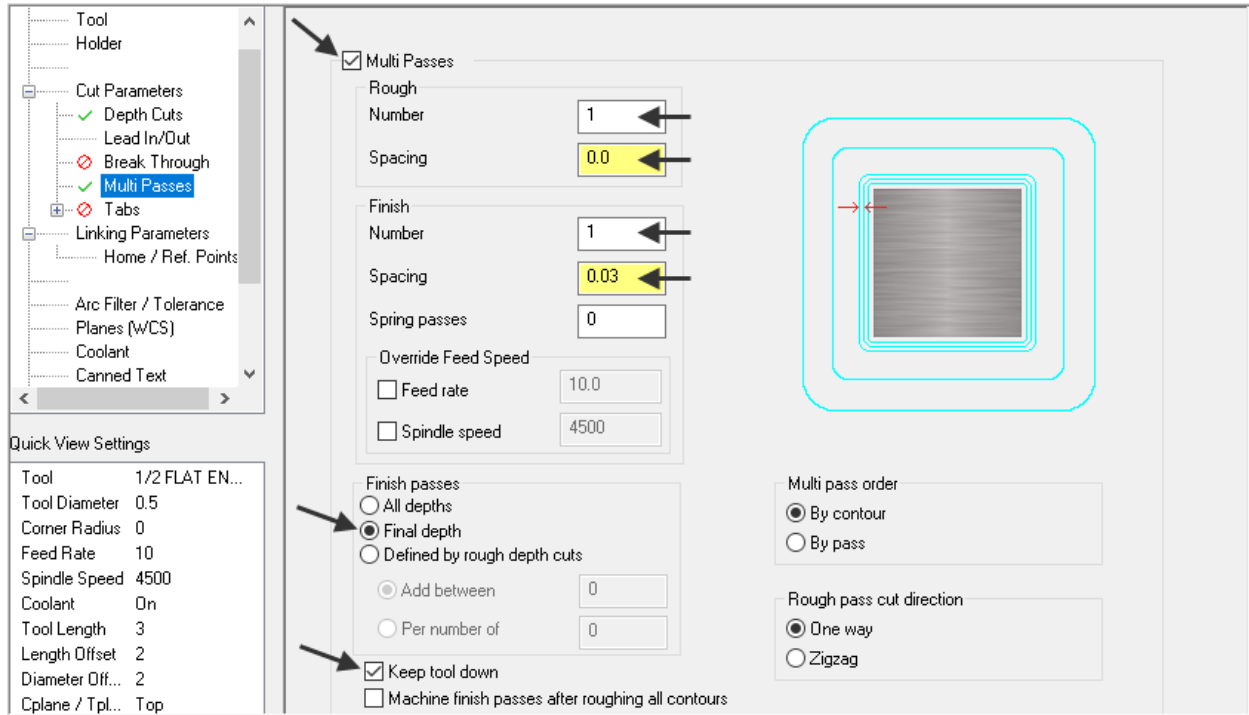 Tool
Holder
Cut Parameters
Depth Cuts
Lead In/Out
Break Through
Multi Passes
Tabs
Linking Parameters
Home / Ref. Points
Arc Filter / Tolerance
Planes (WCS)
Coolant
Canned Text
Quick View Settings
Tool 1/2 FLAT EN...
Tool Diameter 0.5
Corner Radius 0
Feed Rate 10
Spindle Speed 4500
Coolant On
Tool Length 3
Length Offset 2
Diameter Off... 2
Cplane / Tpl... Top
Multi Passes
Rough
Number 1
Spacing 0.0
Finish
Number 1
Spacing 0.03
Spring passes 0
Override Feed Speed
Feed rate 10.0
Spindle speed 4500
Finish passes
All depths
Final depth
Defined by rough depth cuts
Add between 0
Per number of 0
Keep tool down
Machine finish passes after roughing all contours
Multi pass order
By contour
By pass
Rough pass cut direction
One way
Zigzag